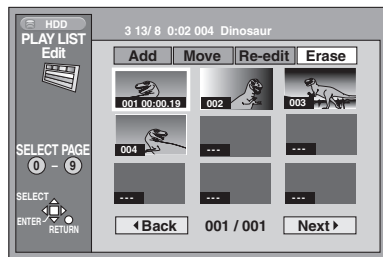 HDD
PLAY LIST
Edit
3 13/ 8 0:02 004 Dinosaur
Add Move Re-edit Erase
001 00:00.19 002 003
004 --- ---
--- --- ---
SELECT PAGE
0 – 9
SELECT
ENTER RETURN
Back 001 / 001 Next